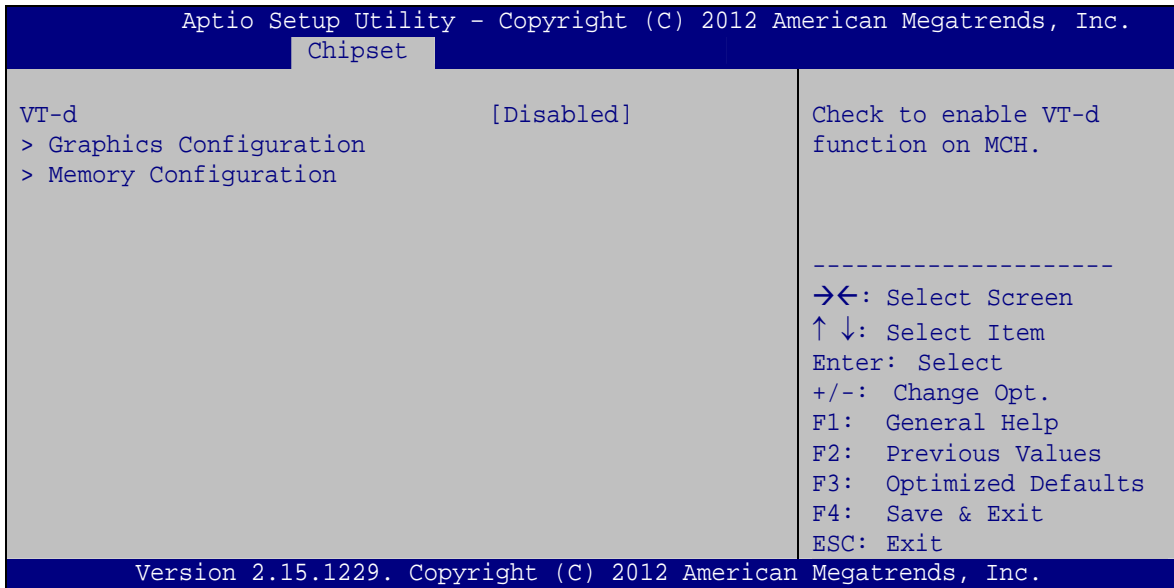 Aptio Setup Utility – Copyright (C) 2012 American Megatrends, Inc.
Chipset
VT-d [Disabled]
> Graphics Configuration
> Memory Configuration
Check to enable VT-d
function on MCH.
---------------------
→←: Select Screen
↑ ↓: Select Item
Enter: Select
+/-: Change Opt.
F1: General Help
F2: Previous Values
F3: Optimized Defaults
F4: Save & Exit
ESC: Exit
Version 2.15.1229. Copyright (C) 2012 American Megatrends, Inc.